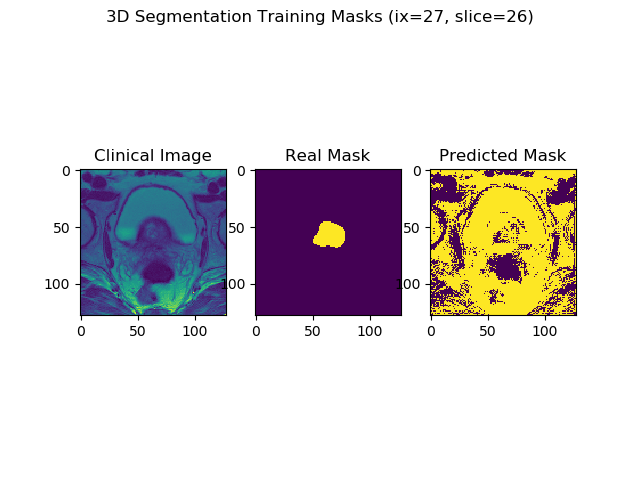 3D Segmentation Training Masks (ix=27, slice=26)
Clinical Image Real Mask Predicted Mask
0 0 0
50 50 50
100 100 100
0 50 100 0 50 100 0 50 100